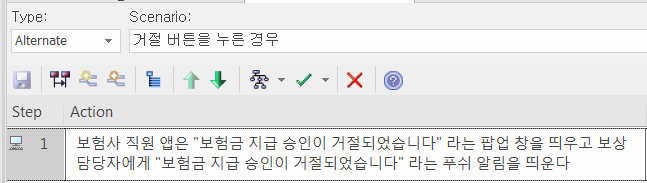 Type: Scenario:
Alternate 거절 버튼을 누른 경우
Step Action
1 보험사 직원 앱은 "보험금 지급 승인이 거절되었습니다" 라는 팝업 창을 띄우고 보상
담당자에게 "보험금 지급 승인이 거절되었습니다" 라는 푸쉬 알림을 띄운다